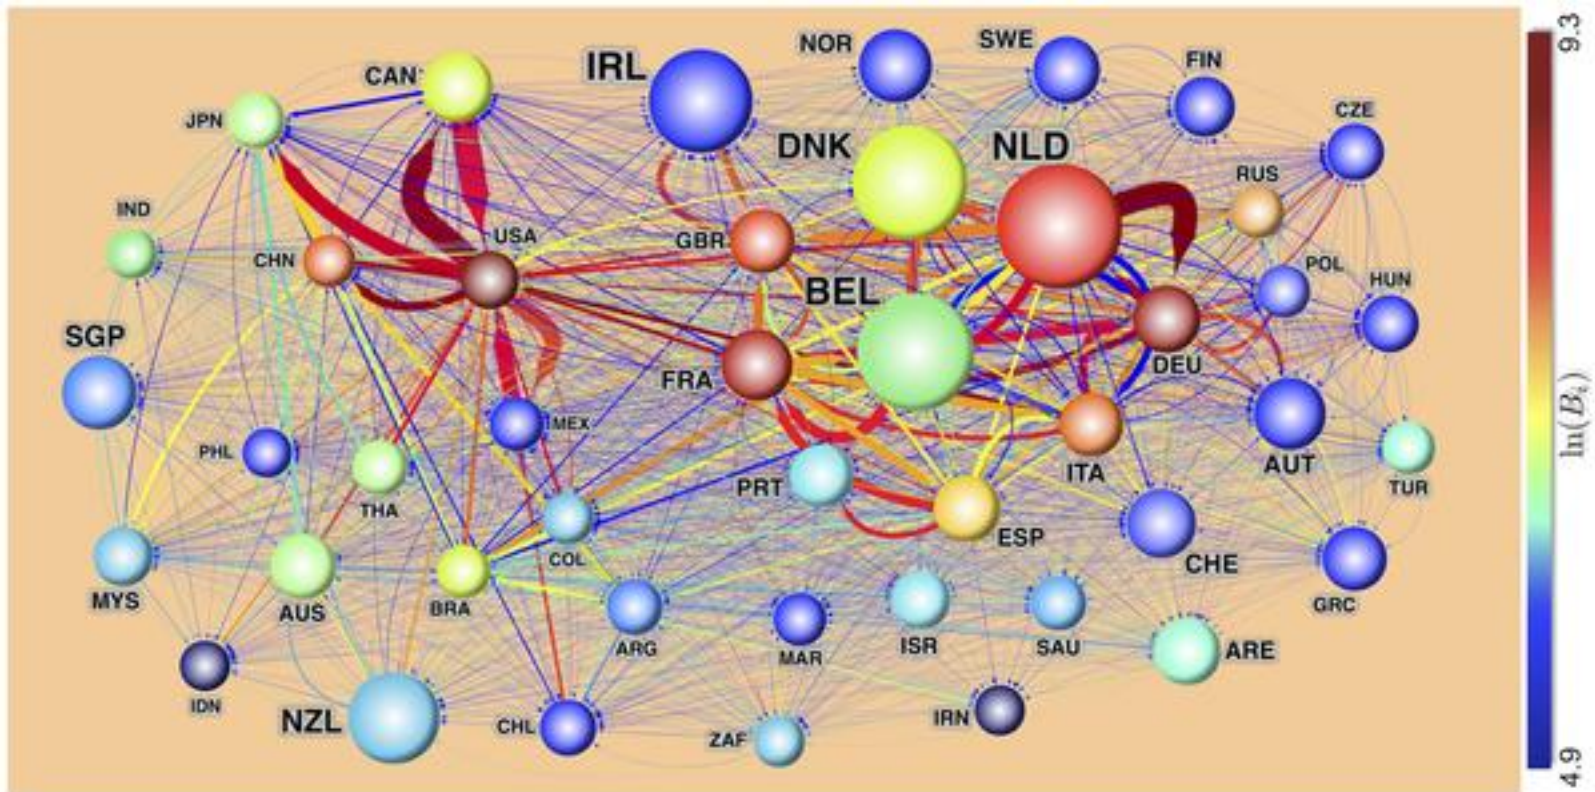 NOR
SWE
FIN
IRL
CAN
JPN
CZE
DNK
NLD
RUS
IND
USA
GBR
CHN
POL
HUN
BEL
SGP
DEU
FRA
MEX
PHL
AUT
ITA
TUR
PRT
THA
ESP
COL
CHE
MYS
AUS
BRA
GRC
ARG
MAR
ISR
SAU
ARE
IDN
NZL
CHL
ZAF
IRN
9.3
ln(Bᵢ)
4.9